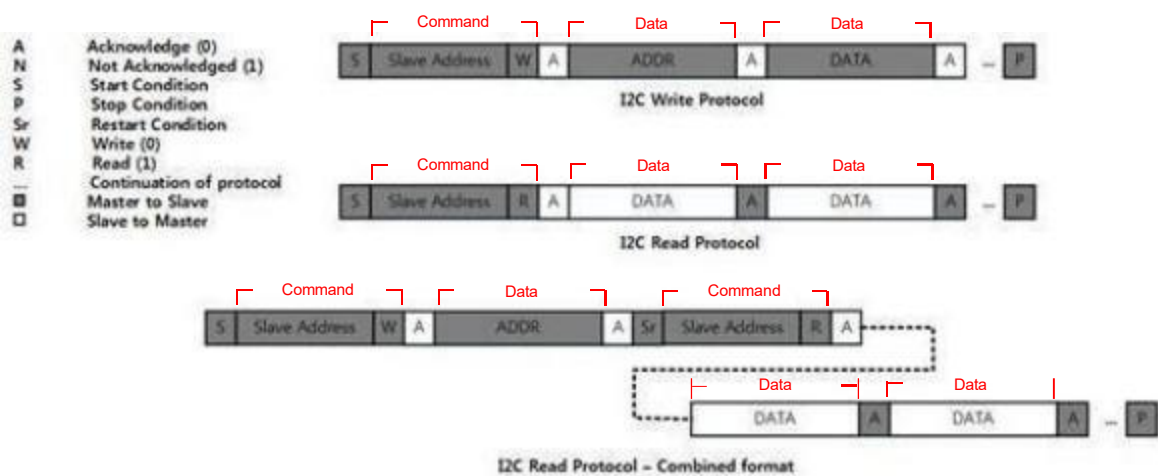 A Acknowledge (0)
N Not Acknowledged (1)
S Start Condition
P Stop Condition
Sr Restart Condition
W Write (0)
R Read (1)
... Continuation of protocol
Master to Slave
Slave to Master
Command Data Data
S Slave Address W A ADDR A DATA A ... P
I2C Write Protocol
Command Data Data
S Slave Address R A DATA A DATA A ... P
I2C Read Protocol
Command Data Command
S Slave Address W A ADDR A Sr Slave Address R A
Data Data
DATA A DATA A ... P
I2C Read Protocol – Combined format